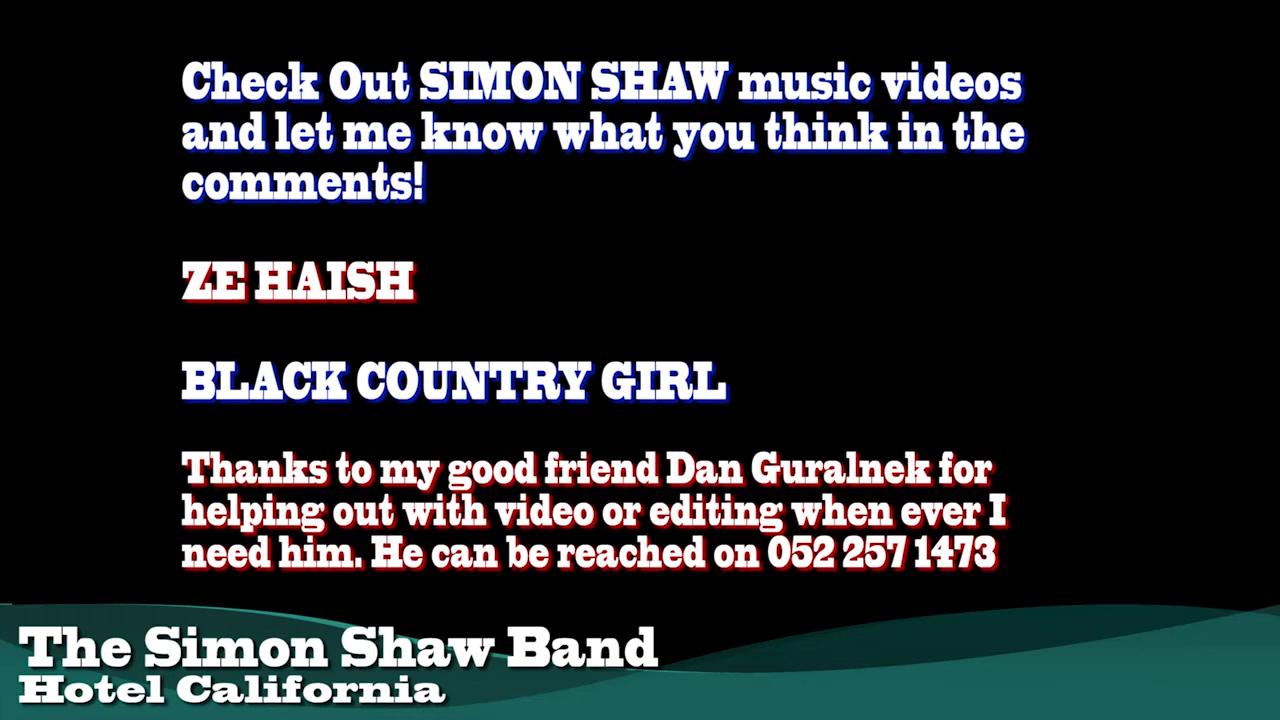 Check Out SIMON SHAW music videos
and let me know what you think in the
comments!
ZE HAISH
BLACK COUNTRY GIRL
Thanks to my good friend Dan Guralnek for
helping out with video or editing when ever I
need him. He can be reached on 052 257 1473
The Simon Shaw Band
Hotel California